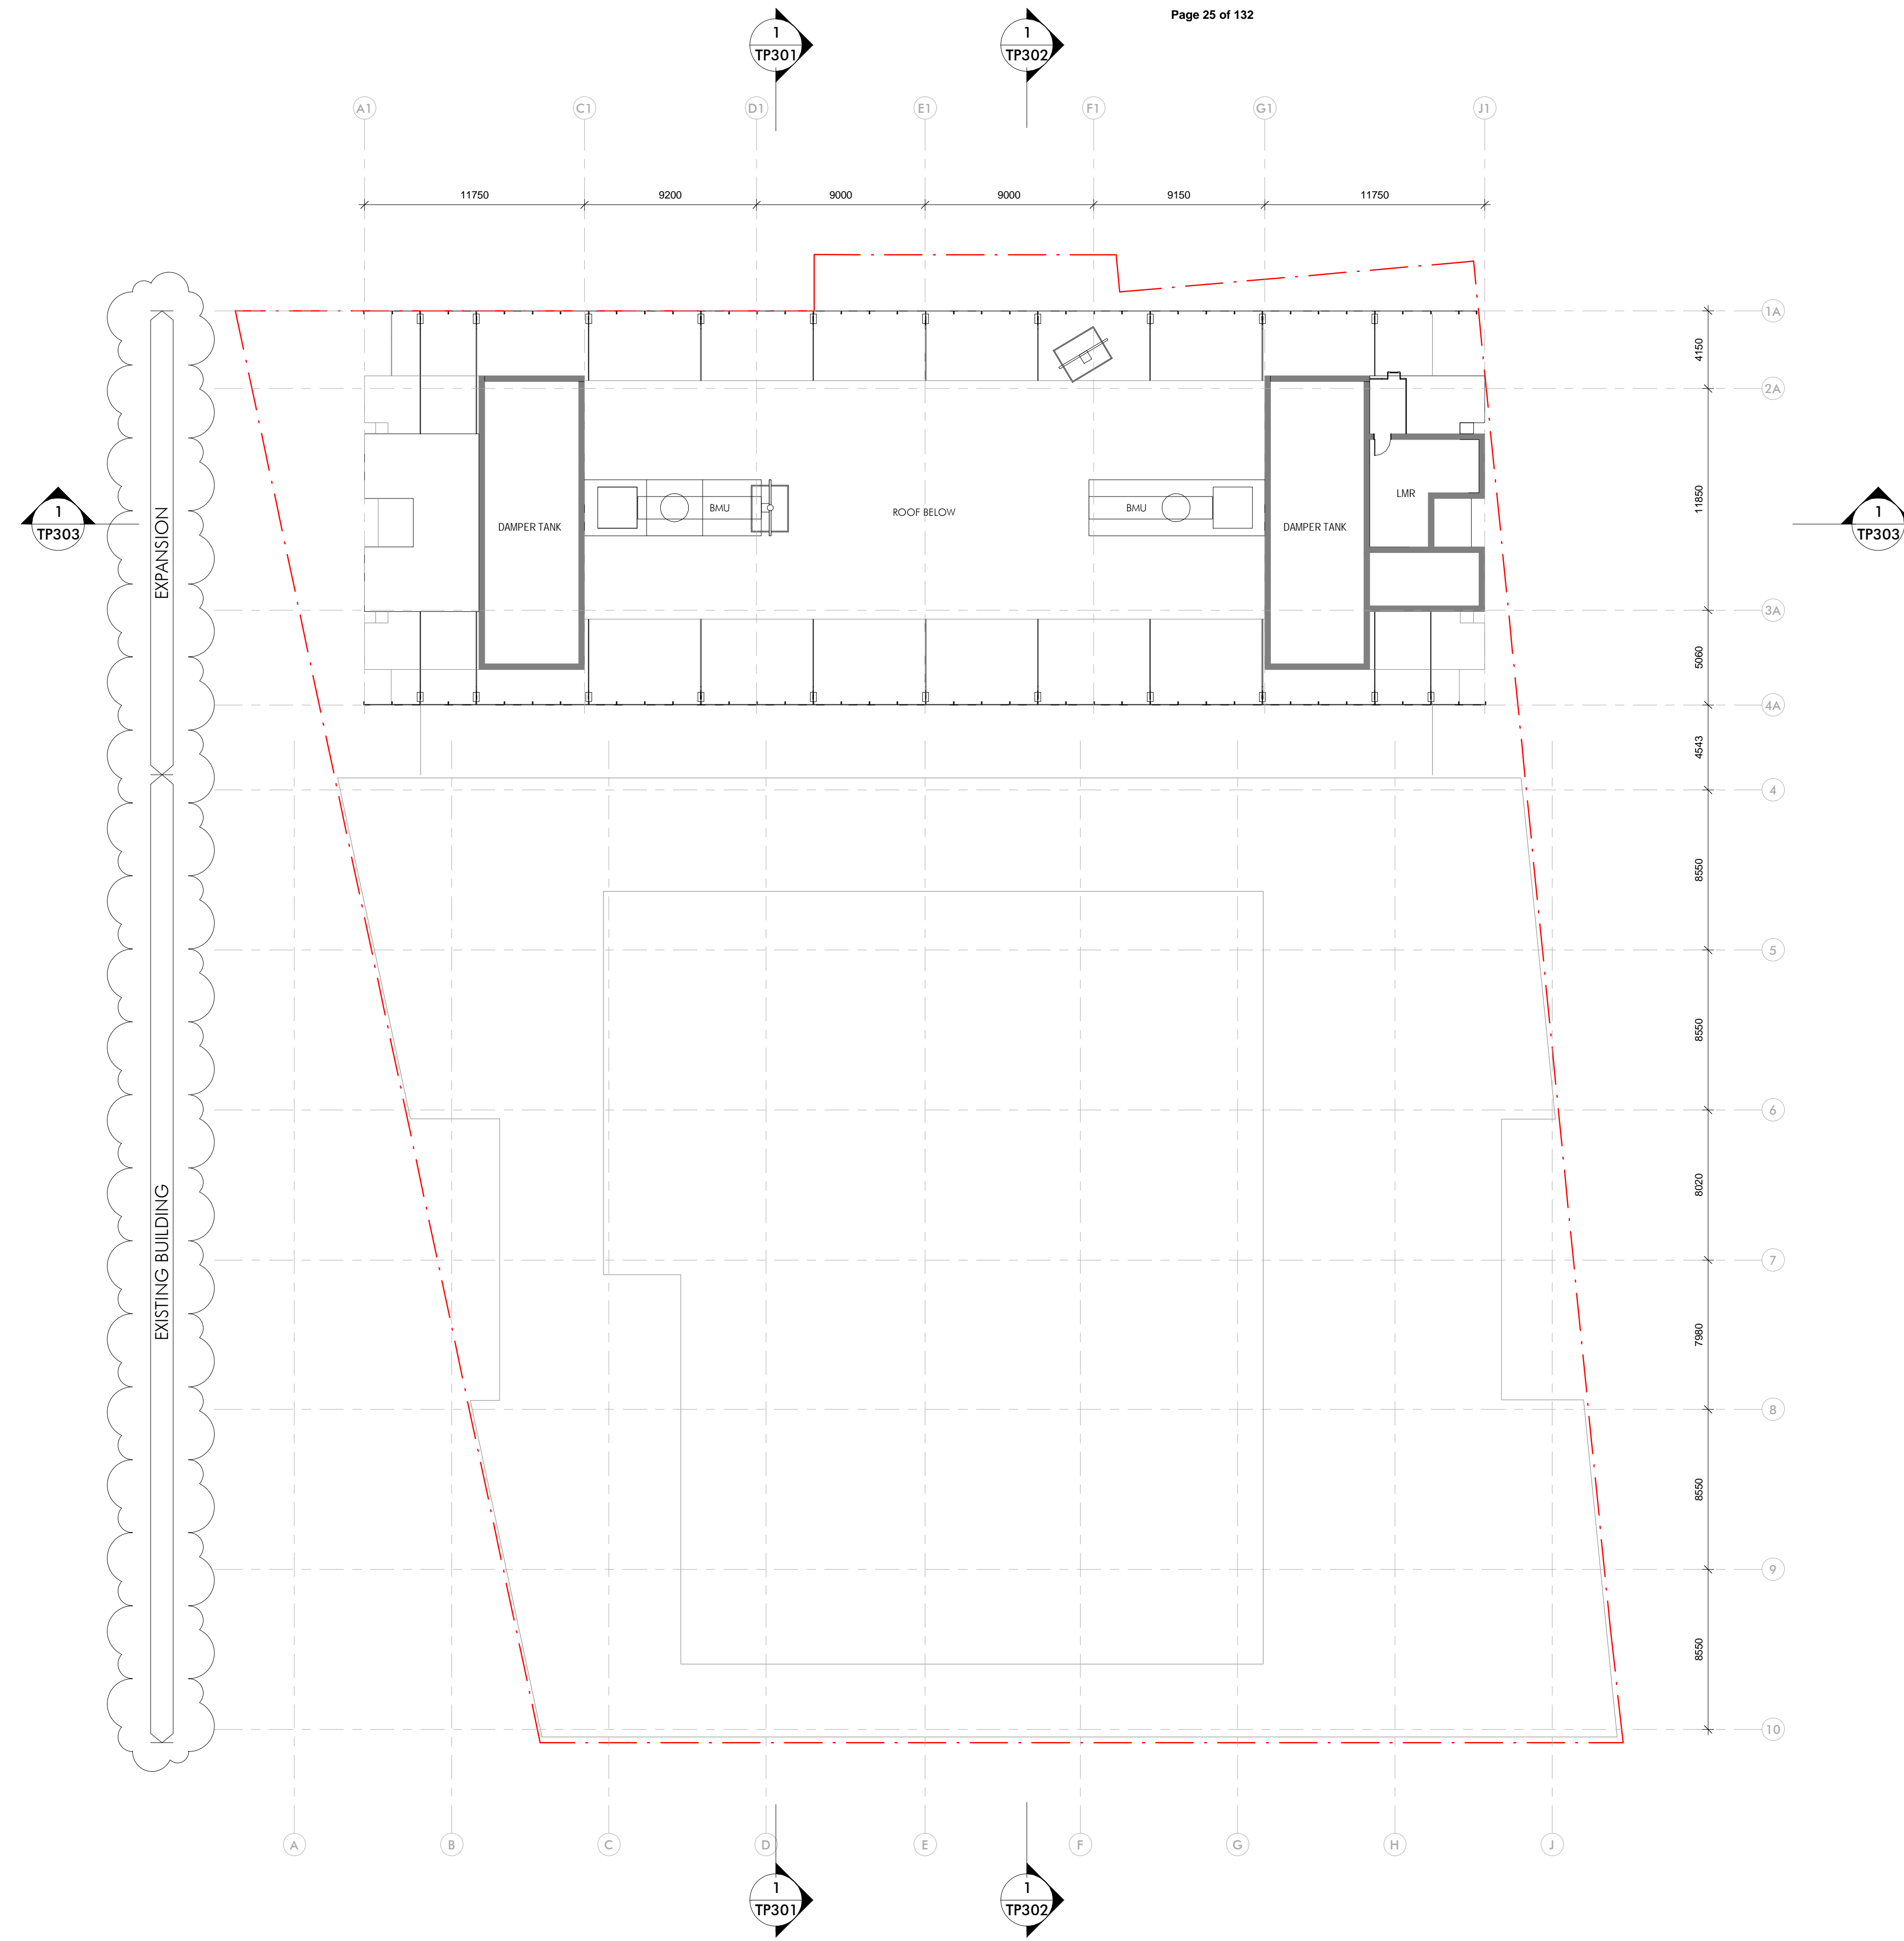 Page 25 of 132
1
TP301
1
TP302
A1
C1
D1
E1
F1
G1
J1
11750
9200
9000
9000
9150
11750
1A
4150
2A
EXPANSION
1
TP303
DAMPER TANK
BMU
ROOF BELOW
BMU
DAMPER TANK
LMR
11850
1
TP303
3A
5060
4A
4543
4
8550
5
8550
6
8020
EXISTING BUILDING
7
7980
8
8550
9
8550
10
A
B
C
D
E
F
G
H
J
1
TP301
1
TP302